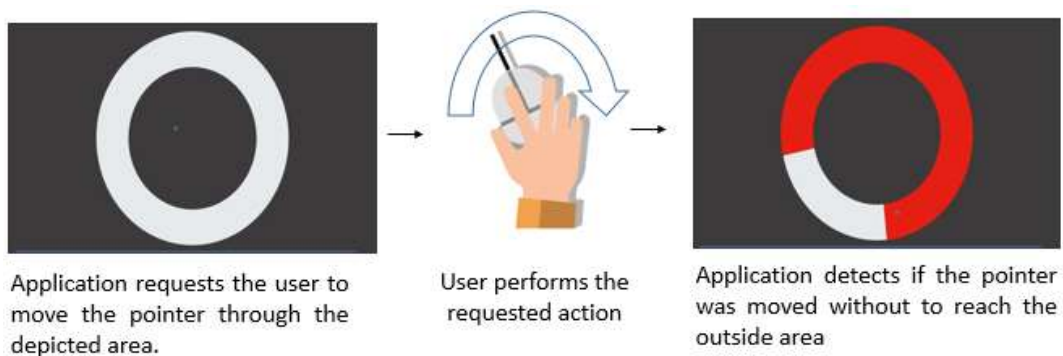 Application requests the user to
move the pointer through the
depicted area.
User performs the
requested action
Application detects if the pointer
was moved without to reach the
outside area